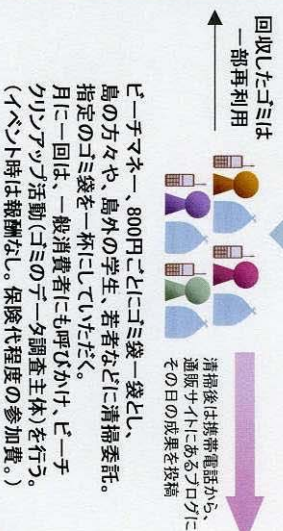 回収したゴミは
一部再利用
清掃後は携帯電話から、
通販サイトにあるブログに
その日の成果を投稿
ビーチマネー、800円ごとにゴミ袋一袋とし、
島の方々や、島外の学生、若者などに清掃委託。
指定のゴミ袋を一杯にしていただく。
月に一回は、一般消費者にも呼びかけ、ビーチ
クリンアップ活動（ゴミのデータ調査主体）を行う。
（イベント時は報酬なし。保険代程度の参加費。）